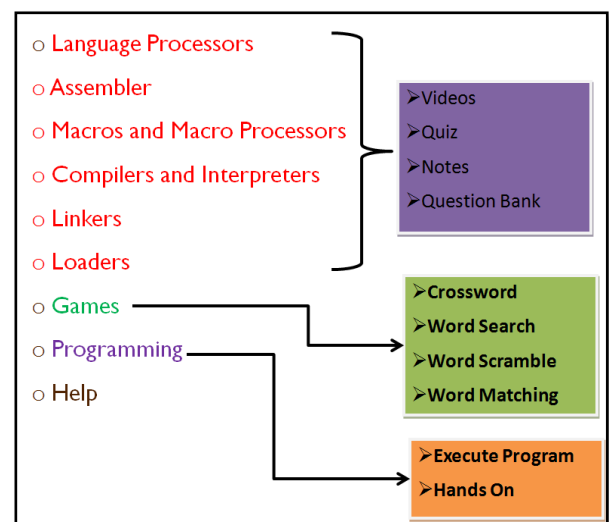 Language Processors
Assembler
Macros and Macro Processors
Compilers and Interpreters
Linkers
Loaders
Games
Programming
Help
Videos
Quiz
Notes
Question Bank
Crossword
Word Search
Word Scramble
Word Matching
Execute Program
Hands On